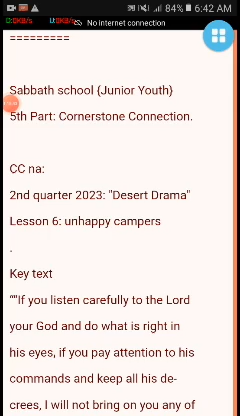 0:0KB/s U:0KB/s No internet connection 84% 6:42 AM
=========
Sabbath school {Junior Youth}
5th Part: Cornerstone Connection.
CC na:
2nd quarter 2023: "Desert Drama"
Lesson 6: unhappy campers
.
Key text
““If you listen carefully to the Lord
your God and do what is right in
his eyes, if you pay attention to his
commands and keep all his de-
crees, I will not bring on you any of